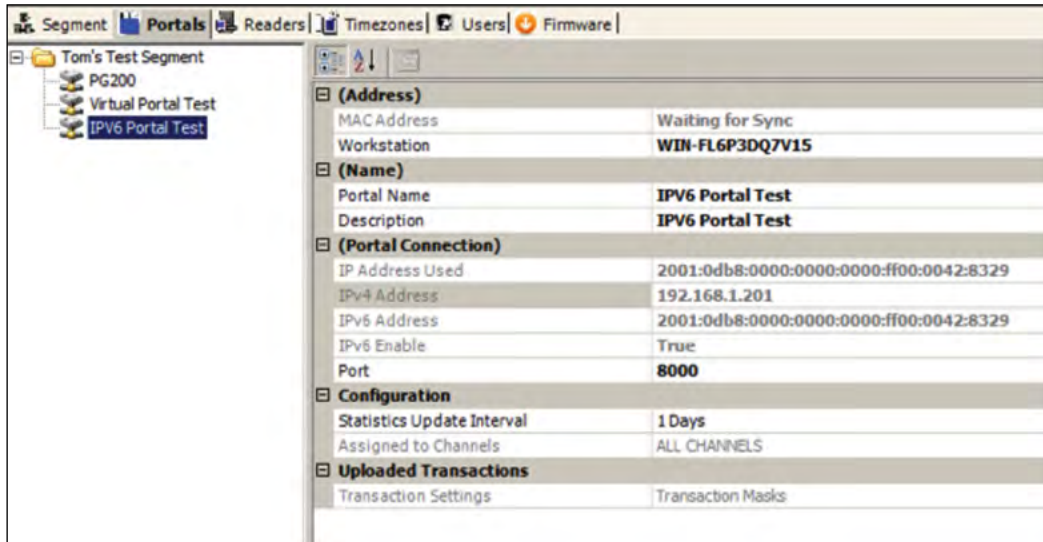 Segment Portals Readers Timezones Users Firmware
Tom's Test Segment
PG200
Virtual Portal Test
IPV6 Portal Test
(Address)
MAC Address Waiting for Sync
Workstation WIN-FL6P3DQ7V15
(Name)
Portal Name IPV6 Portal Test
Description IPV6 Portal Test
(Portal Connection)
IP Address Used 2001:0db8:0000:0000:0000:ff00:0042:8329
IPv4 Address 192.168.1.201
IPv6 Address 2001:0db8:0000:0000:0000:ff00:0042:8329
IPv6 Enable True
Port 8000
Configuration
Statistics Update Interval 1 Days
Assigned to Channels ALL CHANNELS
Uploaded Transactions
Transaction Settings Transaction Masks